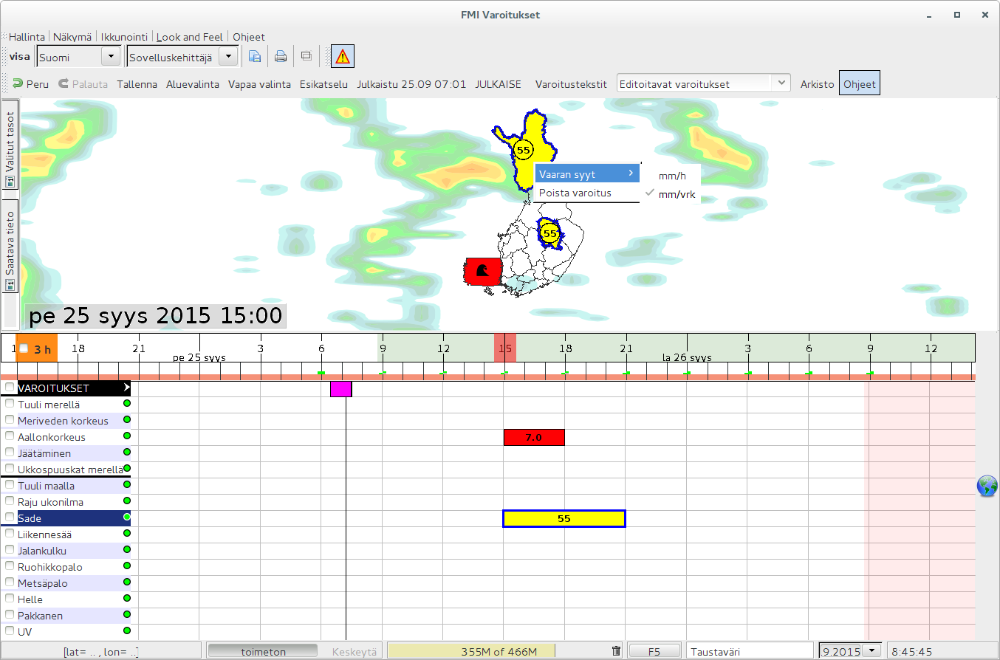 FMI Varoitukset
Hallinta Näkymä Ikkunointi Look and Feel Ohjeet
visa Suomi Sovelluskehittäjä
Peru Palauta Tallenna Aluevalinta Vapaa valinta Esikatselu Julkaistu 25.09 07:01 JULKAISE Varoitustekstit Editoitavat varoitukset Arkisto Ohjeet
Valitut tasot
Saatava tieto
55
Vaaran syyt
Poista varoitus
mm/h
mm/vrk
55
pe 25 syys 2015 15:00
3 h 18 21 3 6 9 12 15 18 21 3 6 9 12
pe 25 syys la 26 syys
VAROITUKSET
Tuuli merellä
Meriveden korkeus
Aallonkorkeus 7.0
Jäätäminen
Ukkospuuskat merellä
Tuuli maalla
Raju ukonilma
Sade 55
Liikennesää
Jalankulku
Ruohikkopalo
Metsäpalo
Helle
Pakkanen
UV
[lat= .. , lon= ..] toimeton Keskeytä 355M of 466M F5 Taustaväri .9.2015 8:45:45